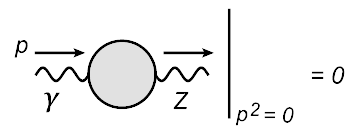 p
γ Z
= 0
p² = 0